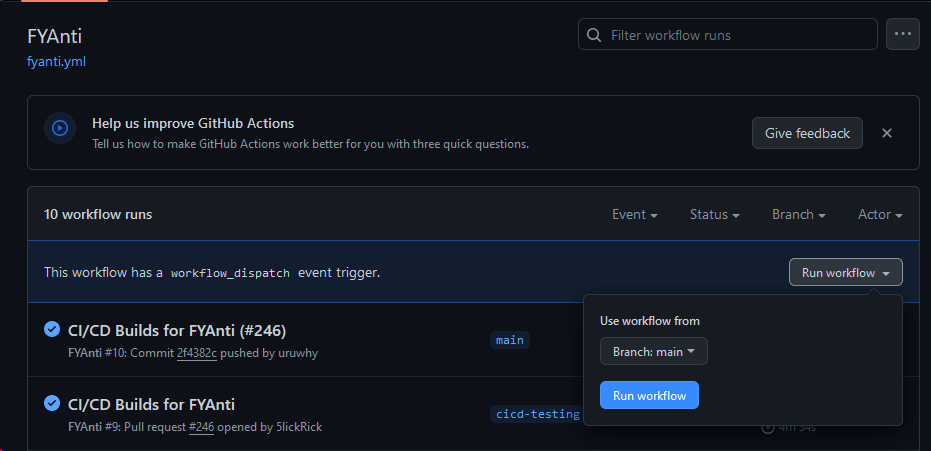 FYAnti
Filter workflow runs
fyanti.yml
Help us improve GitHub Actions
Tell us how to make GitHub Actions work better for you with three quick questions.
Give feedback
10 workflow runs
Event
Status
Branch
Actor
This workflow has a workflow_dispatch event trigger.
Run workflow
Use workflow from
Branch: main
Run workflow
CI/CD Builds for FYAnti (#246)
FYAnti #10: Commit 2f4382c pushed by uruwhy
main
CI/CD Builds for FYAnti
FYAnti #9: Pull request #246 opened by 5lickRick
cicd-testing
4m 34s